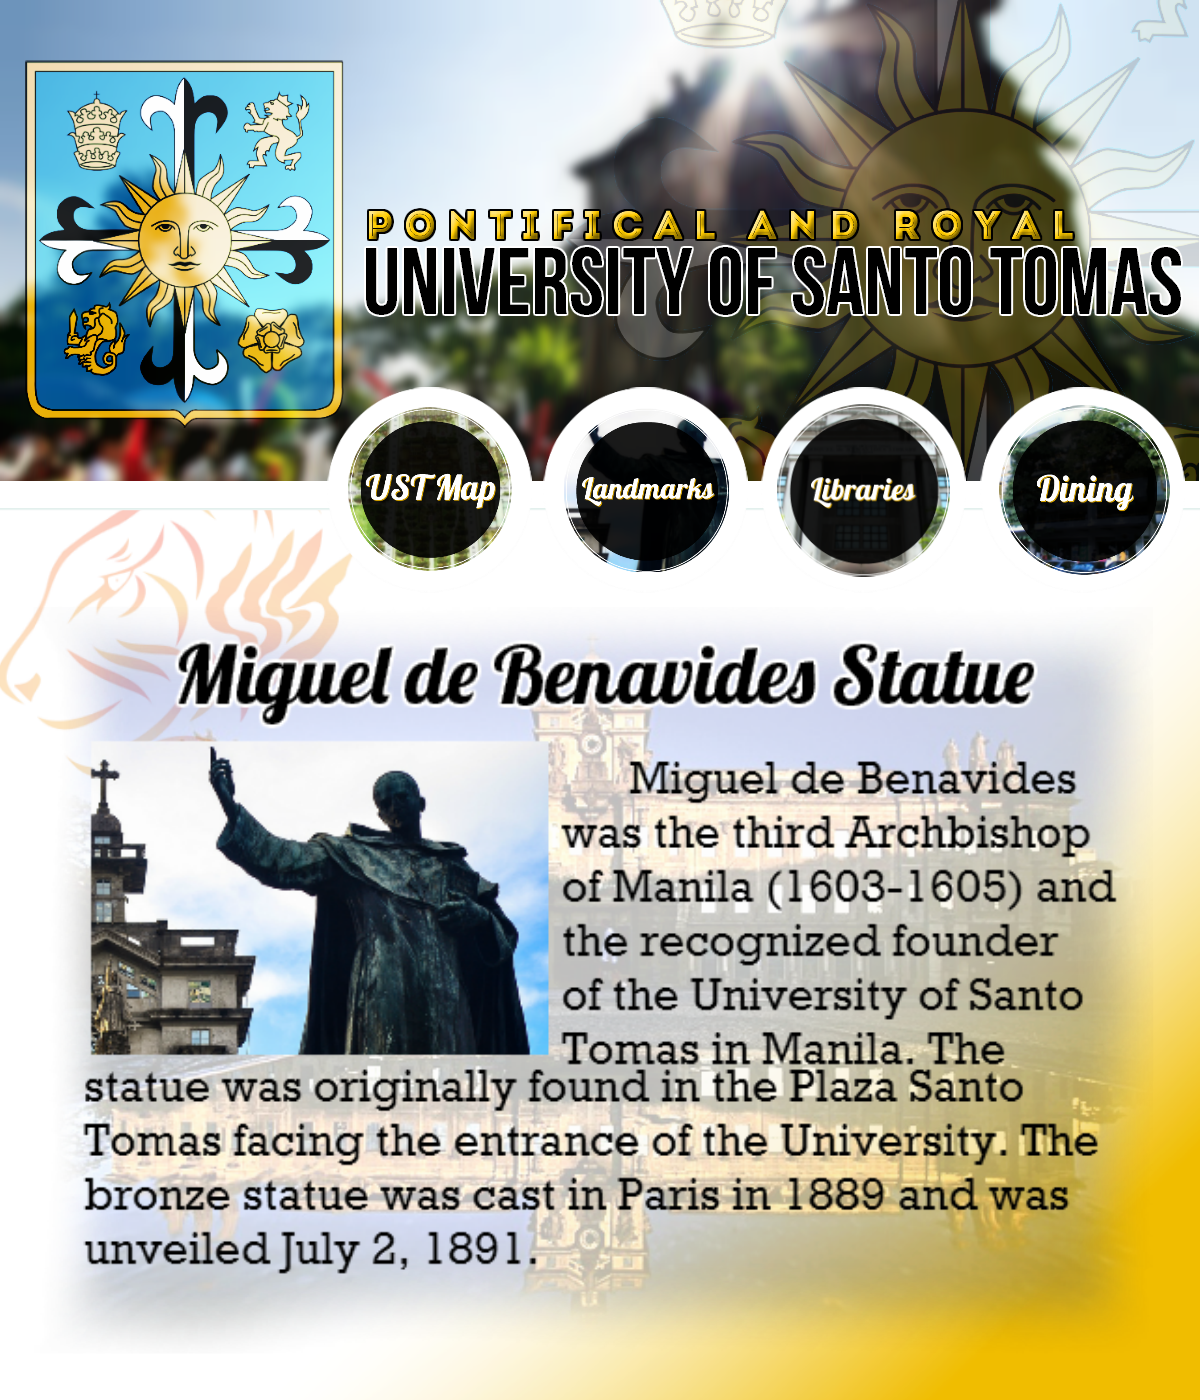 PONTIFICAL AND ROYAL
UNIVERSITY OF SANTO TOMAS
UST Map
Landmarks
Libraries
Dining
Miguel de Benavides Statue
Miguel de Benavides
was the third Archbishop
of Manila (1603-1605) and
the recognized founder
of the University of Santo
Tomas in Manila. The
statue was originally found in the Plaza Santo
Tomas facing the entrance of the University. The
bronze statue was cast in Paris in 1889 and was
unveiled July 2, 1891.